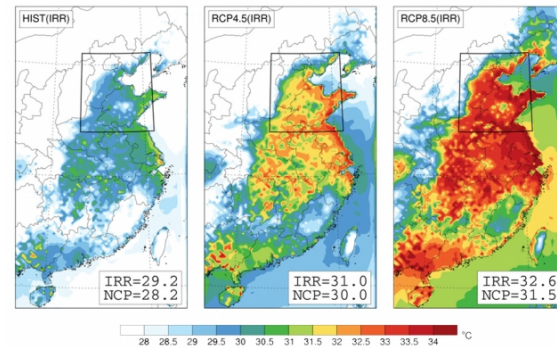 HIST(IRR)
RCP4.5(IRR)
RCP8.5(IRR)
IRR=29.2
NCP=28.2
IRR=31.0
NCP=30.0
IRR=32.6
NCP=31.5
28 28.5 29 29.5 30 30.5 31 31.5 32 32.5 33 33.5 34 °C